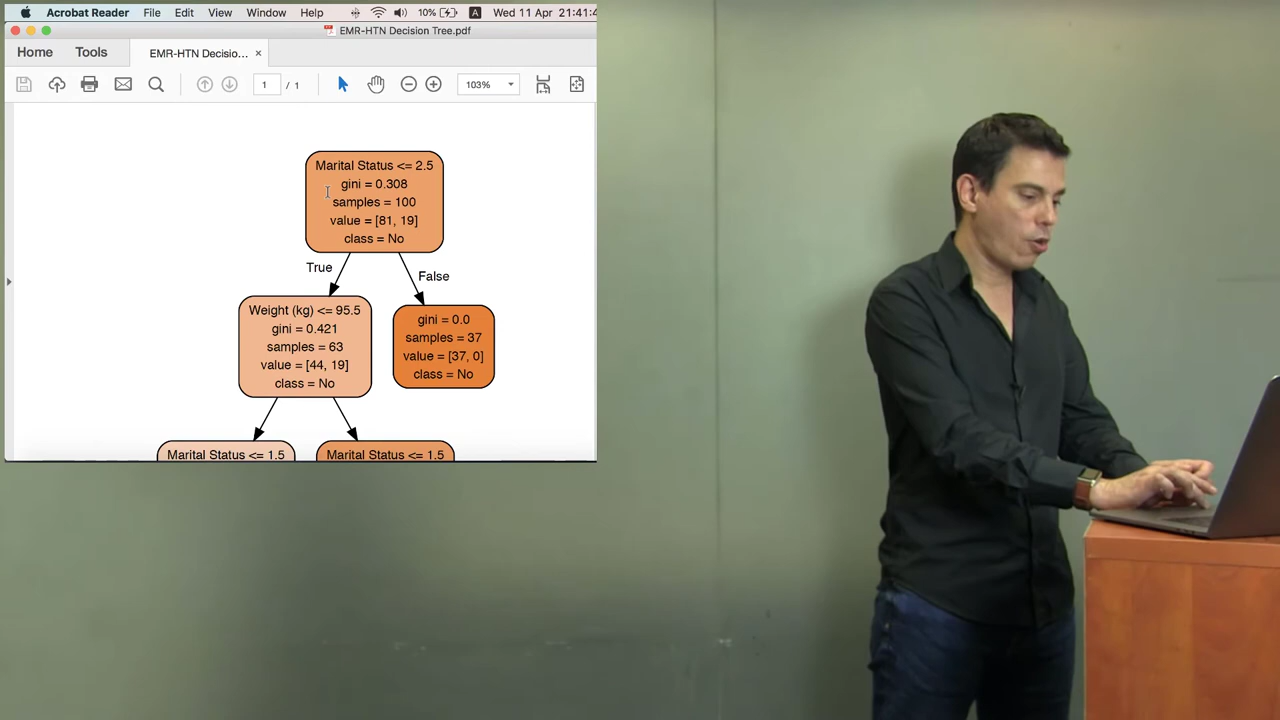 Acrobat Reader File Edit View Window Help 10% A Wed 11 Apr 21:41:4
EMR-HTN Decision Tree.pdf
Home Tools EMR-HTN Decisio... ×
1 / 1 103%
Marital Status <= 2.5
gini = 0.308
samples = 100
value = [81, 19]
class = No
True
False
Weight (kg) <= 95.5
gini = 0.421
samples = 63
value = [44, 19]
class = No
gini = 0.0
samples = 37
value = [37, 0]
class = No
Marital Status <= 1.5
Marital Status <= 1.5